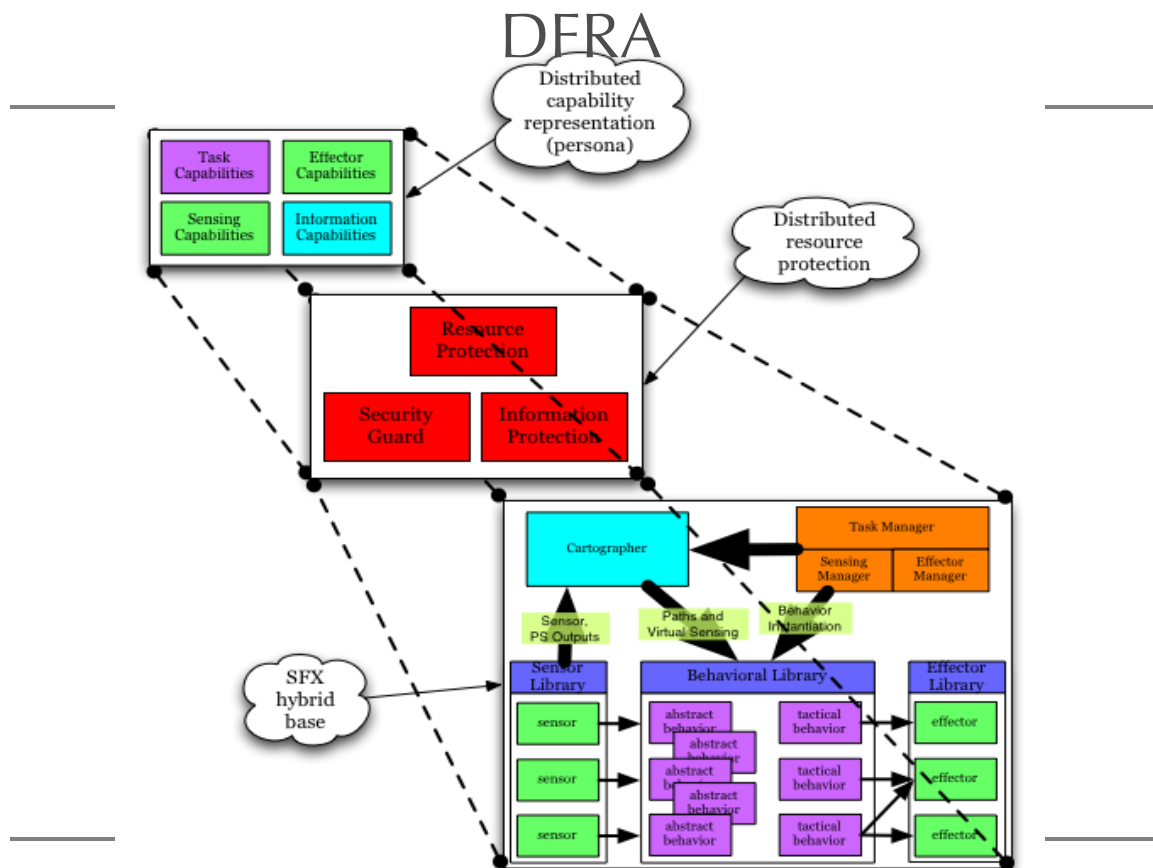 DFRA
Distributed
capability
representation
(persona)
Task
Capabilities
Effector
Capabilities
Sensing
Capabilities
Information
Capabilities
Distributed
resource
protection
Resource
Protection
Security
Guard
Information
Protection
Cartographer
Task Manager
Sensing
Manager
Effector
Manager
Sensor,
PS Outputs
Paths and
Virtual Sensing
Behavior
Instantiation
SFX
hybrid
base
Sensor
Library
Behavioral Library
Effector
Library
sensor
abstract
behavior
tactical
behavior
effector
abstract
behavior
sensor
abstract
behavior
tactical
behavior
effector
abstract
behavior
sensor
abstract
behavior
tactical
behavior
effector